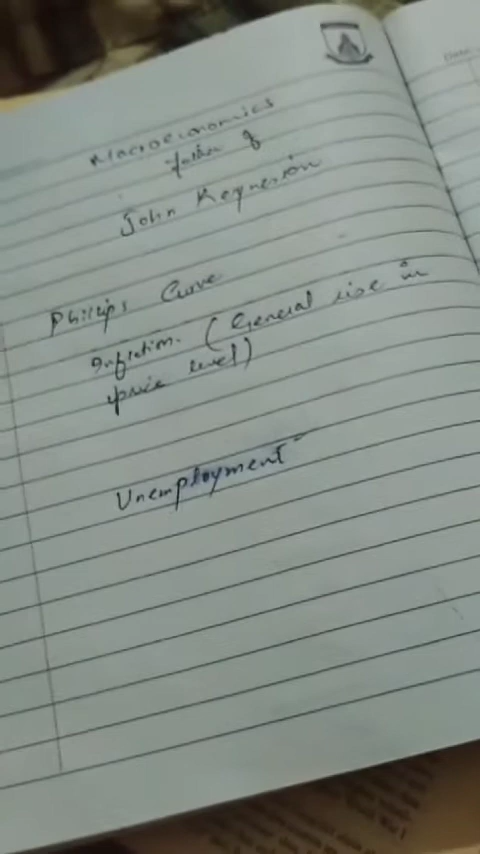 Macroeconomics
Father of
John Keynesian
Phillips Curve
Inflation. (General rise in
price level)
Unemployment -